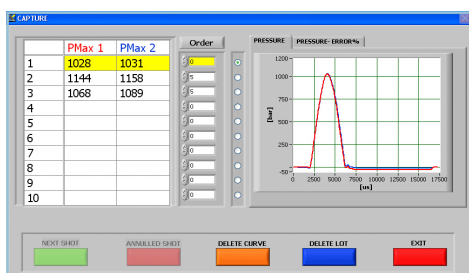 CAPTURE
PMax 1 PMax 2 Order
1 1028 1031 0
2 1144 1158 5
3 1068 1089 5
4 0
5 0
6 0
7 0
8 0
9 0
10 0
PRESSURE PRESSURE- ERROR%
1200
1000
750
500
250
-50
[bar]
0 2500 5000 7500 10000 12500 15000 17500
[us]
NEXT SHOT ANNULLED SHOT DELETE CURVE DELETE LOT EXIT